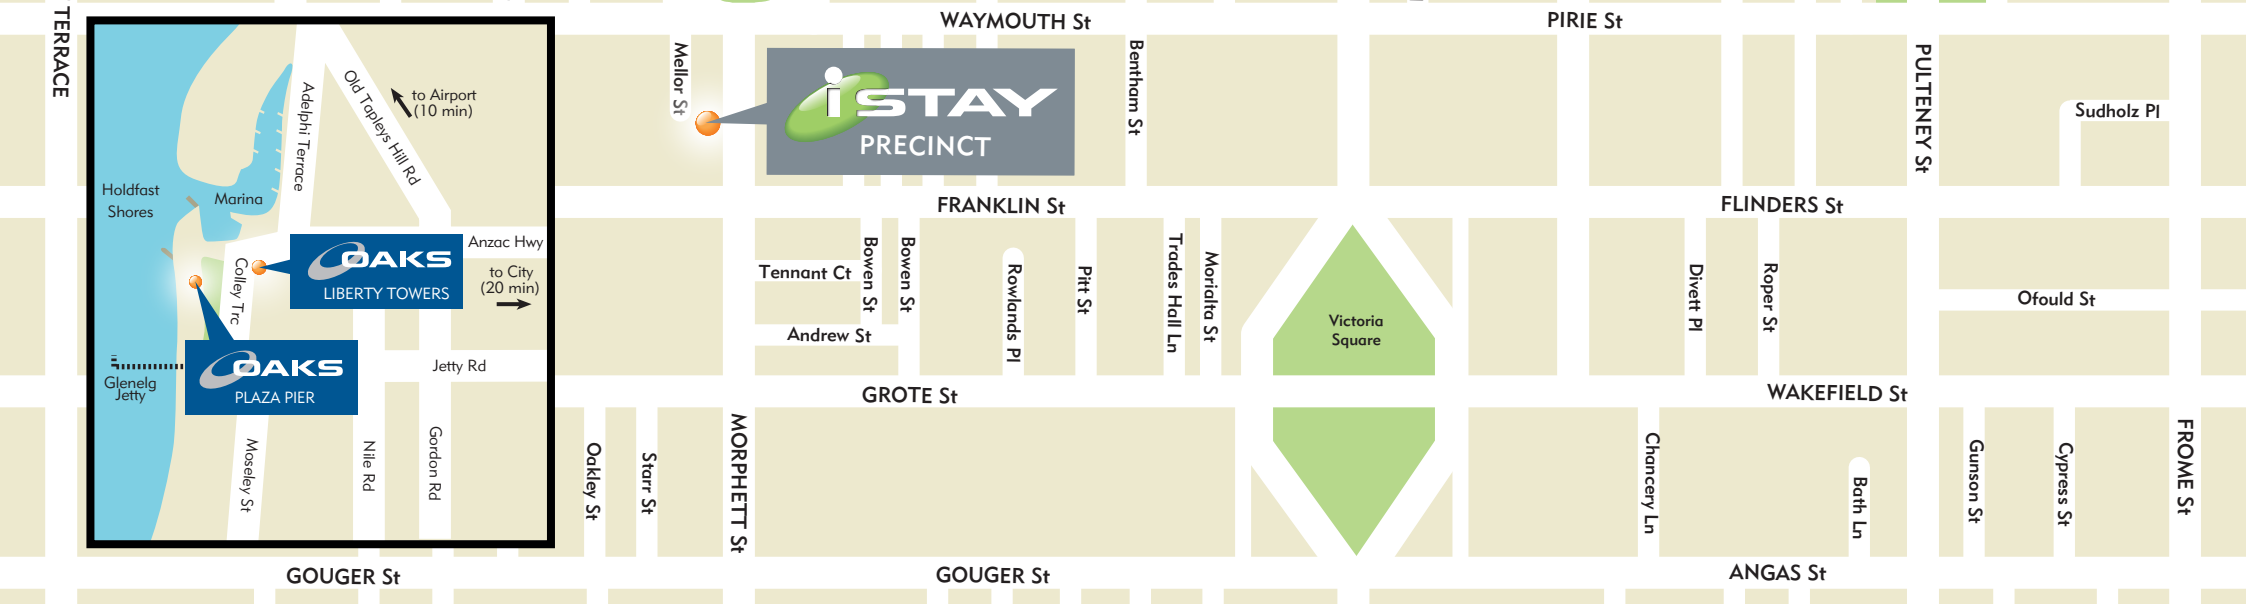 TERRACE
WAYMOUTH St
PIRIE St
Mellor St
iSTAY
PRECINCT
Bentham St
PULTENEY St
Sudholz Pl
Adelphi Terrace
Old Tapleys Hill Rd
to Airport
(10 min)
Holdfast
Shores
Marina
FRANKLIN St
FLINDERS St
Anzac Hwy
OAKS
LIBERTY TOWERS
to City
(20 min)
Colley Trc
Tennant Ct
Bowen St
Bowen St
Rowlands Pl
Pitt St
Trades Hall Ln
Morialta St
Victoria
Square
Divett Pl
Roper St
Ofould St
Andrew St
OAKS
PLAZA PIER
Jetty Rd
Glenelg
Jetty
GROTE St
WAKEFIELD St
Moseley St
Nile Rd
Gordon Rd
Oakley St
Starr St
MORPHETT St
Chancery Ln
Bath Ln
Gunson St
Cypress St
FROME St
GOUGER St
GOUGER St
ANGAS St